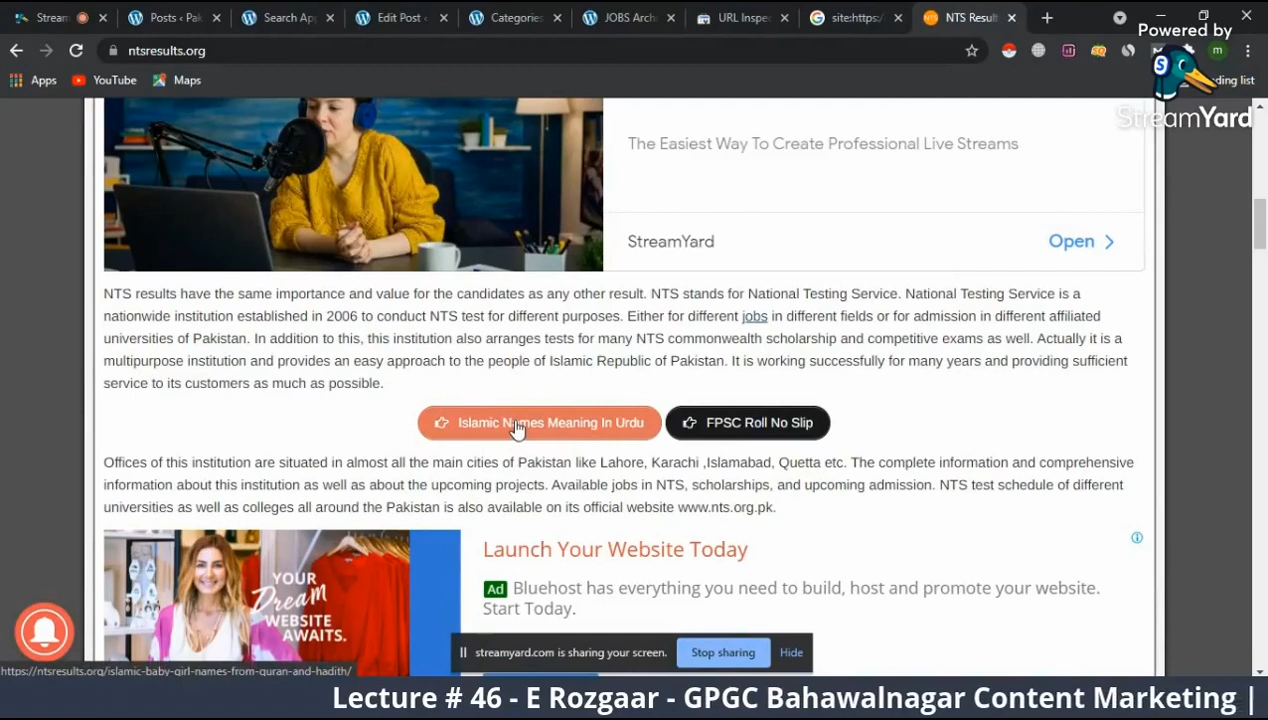 Stream
Posts ‹ Pak
Search Ap
Edit Post ‹
Categories
JOBS Arch
URL Inspec
site:https:/
NTS Result
Powered by
ntsresults.org
m
Apps
YouTube
Maps
ding list
StreamYard
The Easiest Way To Create Professional Live Streams
StreamYard
Open
NTS results have the same importance and value for the candidates as any other result. NTS stands for National Testing Service. National Testing Service is a
nationwide institution established in 2006 to conduct NTS test for different purposes. Either for different jobs in different fields or for admission in different affiliated
universities of Pakistan. In addition to this, this institution also arranges tests for many NTS commonwealth scholarship and competitive exams as well. Actually it is a
multipurpose institution and provides an easy approach to the people of Islamic Republic of Pakistan. It is working successfully for many years and providing sufficient
service to its customers as much as possible.
Islamic Names Meaning In Urdu
FPSC Roll No Slip
Offices of this institution are situated in almost all the main cities of Pakistan like Lahore, Karachi ,Islamabad, Quetta etc. The complete information and comprehensive
information about this institution as well as about the upcoming projects. Available jobs in NTS, scholarships, and upcoming admission. NTS test schedule of different
universities as well as colleges all around the Pakistan is also available on its official website www.nts.org.pk.
YOUR
Dream
WEBSITE
AWAITS.
Launch Your Website Today
Ad Bluehost has everything you need to build, host and promote your website.
Start Today.
streamyard.com is sharing your screen.
Stop sharing
Hide
https://ntsresults.org/islamic-baby-girl-names-from-quran-and-hadith/
Lecture # 46 - E Rozgaar - GPGC Bahawalnagar Content Marketing |